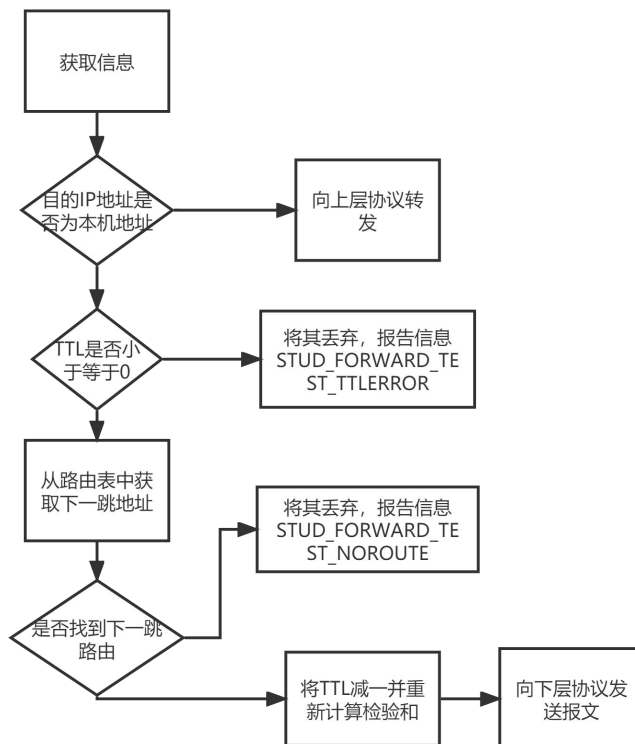 获取信息
目的IP地址是
否为本机地址
向上层协议转
发
TTL是否小
于等于0
将其丢弃，报告信息
STUD_FORWARD_TE
ST_TTLERROR
从路由表中获
取下一跳地址
将其丢弃，报告信息
STUD_FORWARD_TE
ST_NOROUTE
是否找到下一跳
路由
将TTL减一并重
新计算检验和
向下层协议发
送报文